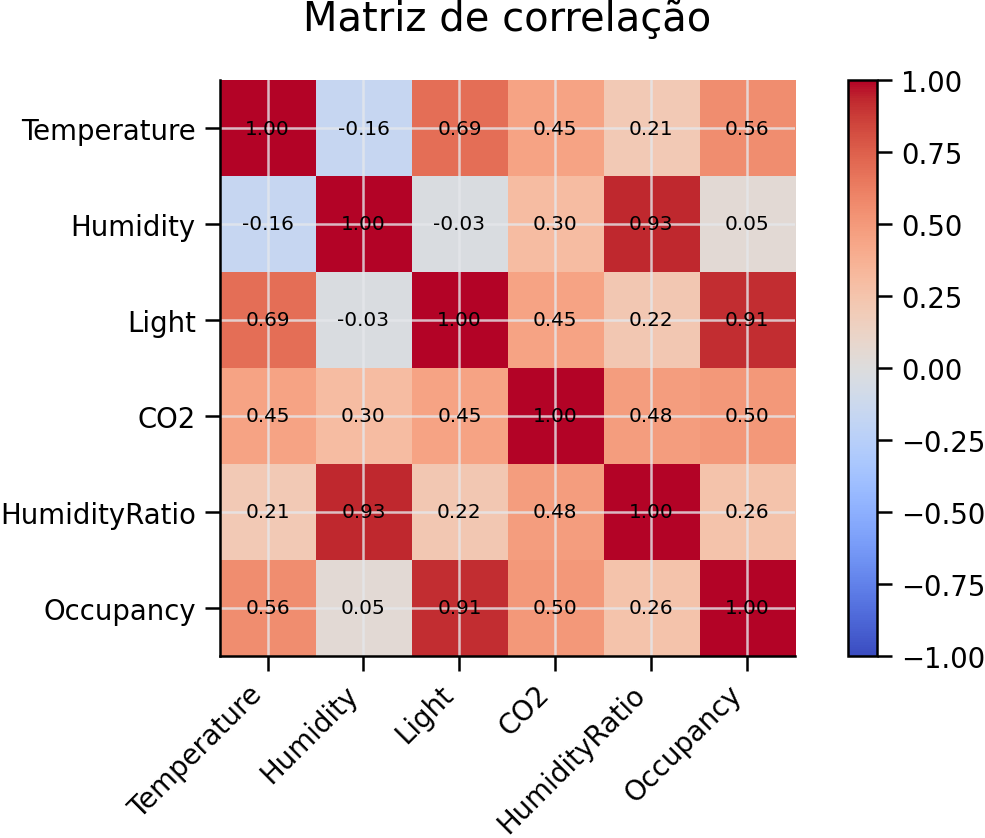 Matriz de correlação
Temperature 1.00 -0.16 0.69 0.45 0.21 0.56
Humidity -0.16 1.00 -0.03 0.30 0.93 0.05
Light 0.69 -0.03 1.00 0.45 0.22 0.91
CO2 0.45 0.30 0.45 1.00 0.48 0.50
HumidityRatio 0.21 0.93 0.22 0.48 1.00 0.26
Occupancy 0.56 0.05 0.91 0.50 0.26 1.00
Temperature Humidity Light CO2 HumidityRatio Occupancy
1.00
0.75
0.50
0.25
0.00
−0.25
−0.50
−0.75
−1.00